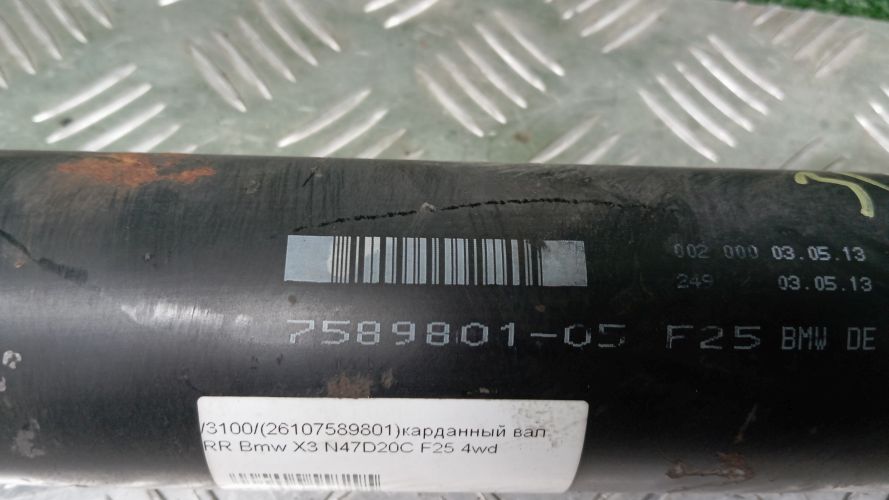 002 000 03.05.13
249 03.05.13
7589801-05 F25 BMW DE
/3100/(26107589801)карданный вал
RR Bmw X3 N47D20C F25 4wd